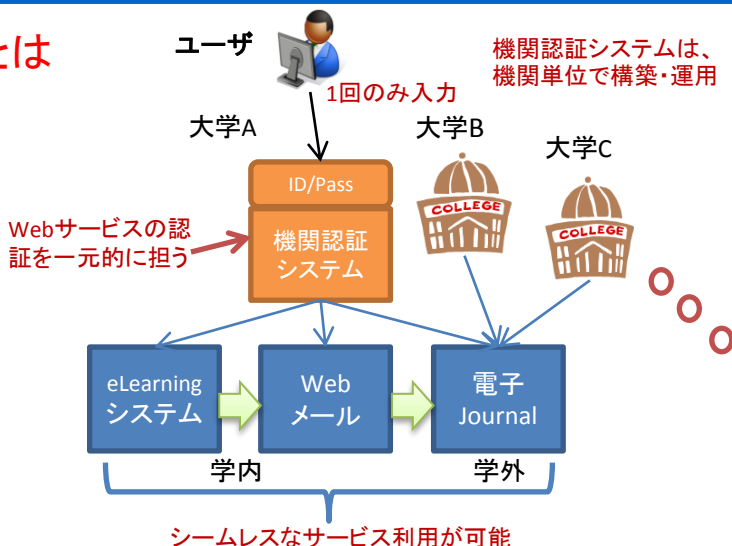 とは
ユーザ
機関認証システムは、
機関単位で構築・運用
1回のみ入力
大学A
大学B
大学C
ID/Pass
COLLEGE
COLLEGE
Webサービスの認
証を一元的に担う
機関認証
システム
eLearning
システム
Web
メール
電子
Journal
学内
学外
シームレスなサービス利用が可能